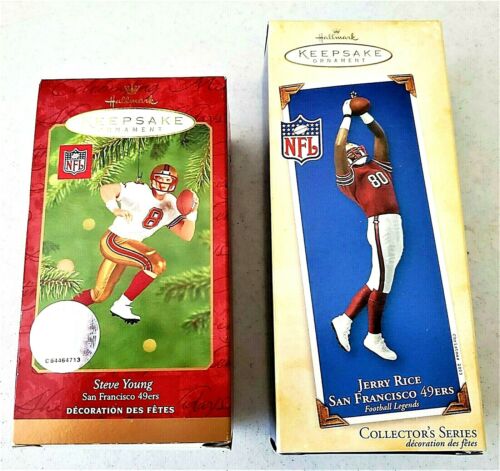 Hallmark
KEEPSAKE
ORNAMENT
NFL
8
C 64464713
Steve Young
San Francisco 49ers
DÉCORATION DES FÊTES
Hallmark
KEEPSAKE
ORNAMENT
NFL
80
JERRY RICE
SAN FRANCISCO 49ERS
Football Legends
COLLECTOR'S SERIES
décoration des fêtes